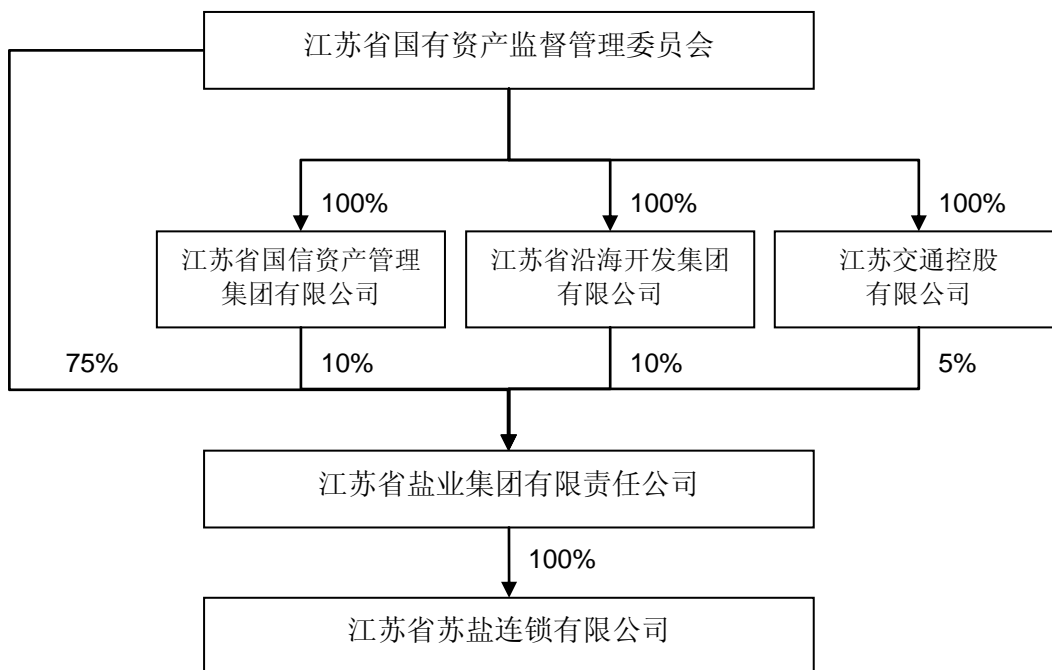 江苏省国有资产监督管理委员会
100%
100%
100%
江苏省国信资产管理
集团有限公司
江苏省沿海开发集团
有限公司
江苏交通控股
有限公司
75%
10%
10%
5%
江苏省盐业集团有限责任公司
100%
江苏省苏盐连锁有限公司